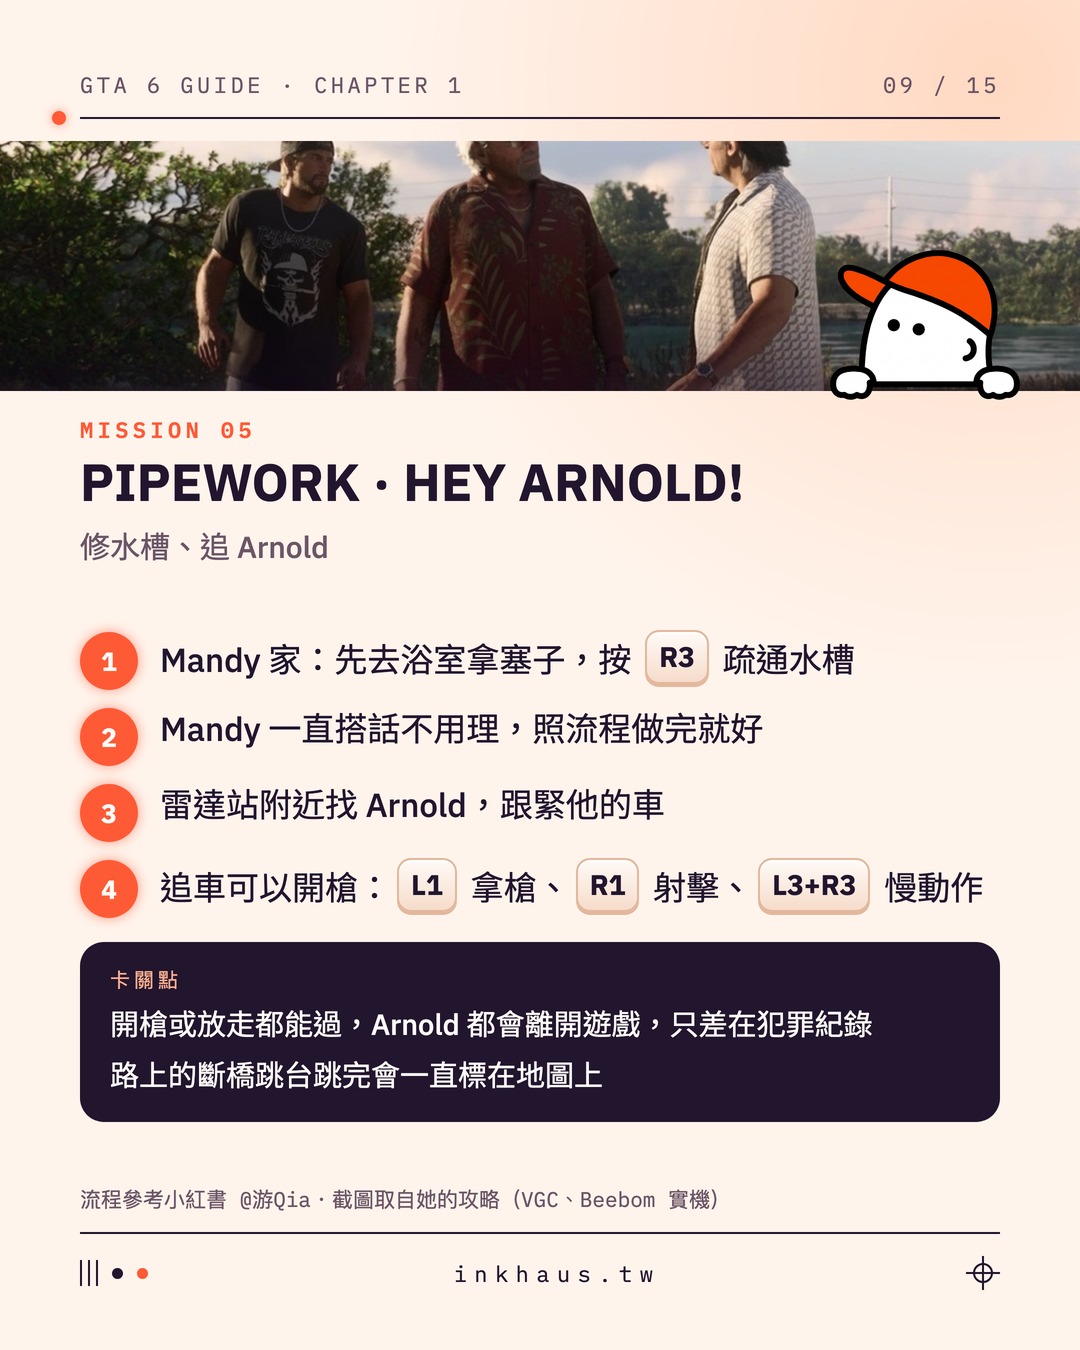 GTA 6 GUIDE · CHAPTER 1
09 / 15
MISSION 05
PIPEWORK · HEY ARNOLD!
修水槽、追 Arnold
1 Mandy 家：先去浴室拿塞子，按 R3 疏通水槽
2 Mandy 一直搭話不用理，照流程做完就好
3 雷達站附近找 Arnold，跟緊他的車
4 追車可以開槍： L1 拿槍、 R1 射擊、 L3+R3 慢動作
卡關點
開槍或放走都能過，Arnold 都會離開遊戲，只差在犯罪紀錄
路上的斷橋跳台跳完會一直標在地圖上
流程參考小紅書 @游Qia · 截圖取自她的攻略（VGC、Beebom 實機）
inkhaus.tw